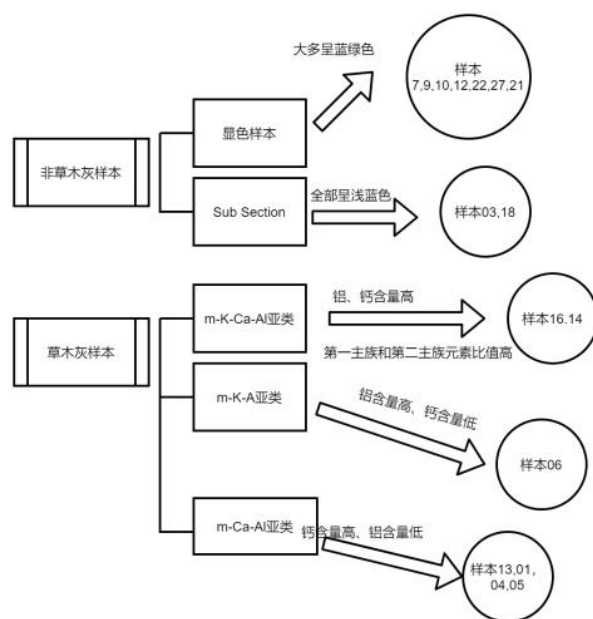 大多呈蓝绿色
样本
7,9,10,12,22,27,21
显色样本
非草木灰样本
Sub Section
全部呈浅蓝色
样本03,18
m-K-Ca-Al亚类
铝、钙含量高
样本16.14
第一主族和第二主族元素比值高
草木灰样本
m-K-A亚类
铝含量高、钙含量低
样本06
m-Ca-Al亚类
钙含量高、铝含量低
样本13,01,
04,05